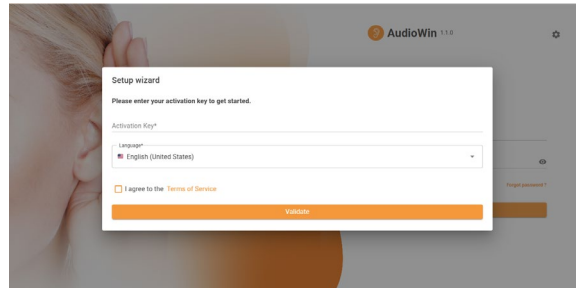 AudioWin 1.1.0
Setup wizard
Please enter your activation key to get started.
Activation Key*
Language*
English (United States)
I agree to the Terms of Service
Forgot password?
Validate